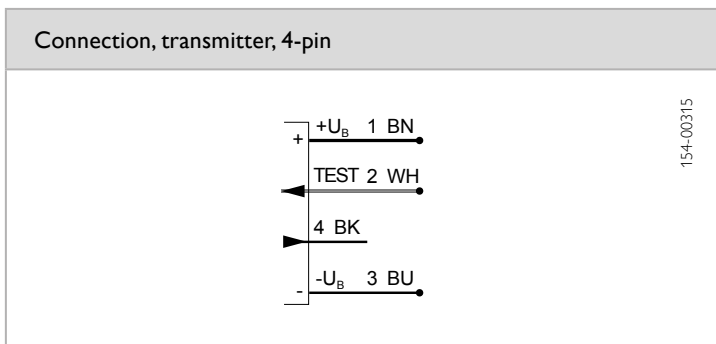 Connection, transmitter, 4-pin
+ +U_B 1 BN
TEST 2 WH
4 BK
- -U_B 3 BU
154-00315